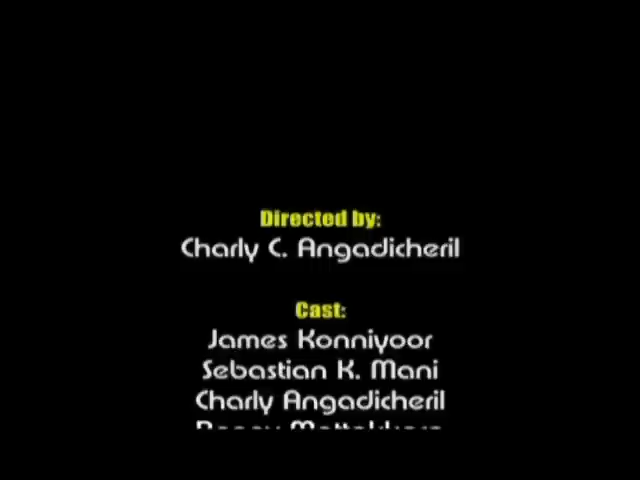 Directed by:
Charly C. Angadicheril
Cast:
James Konniyoor
Sebastian K. Mani
Charly Angadicheril